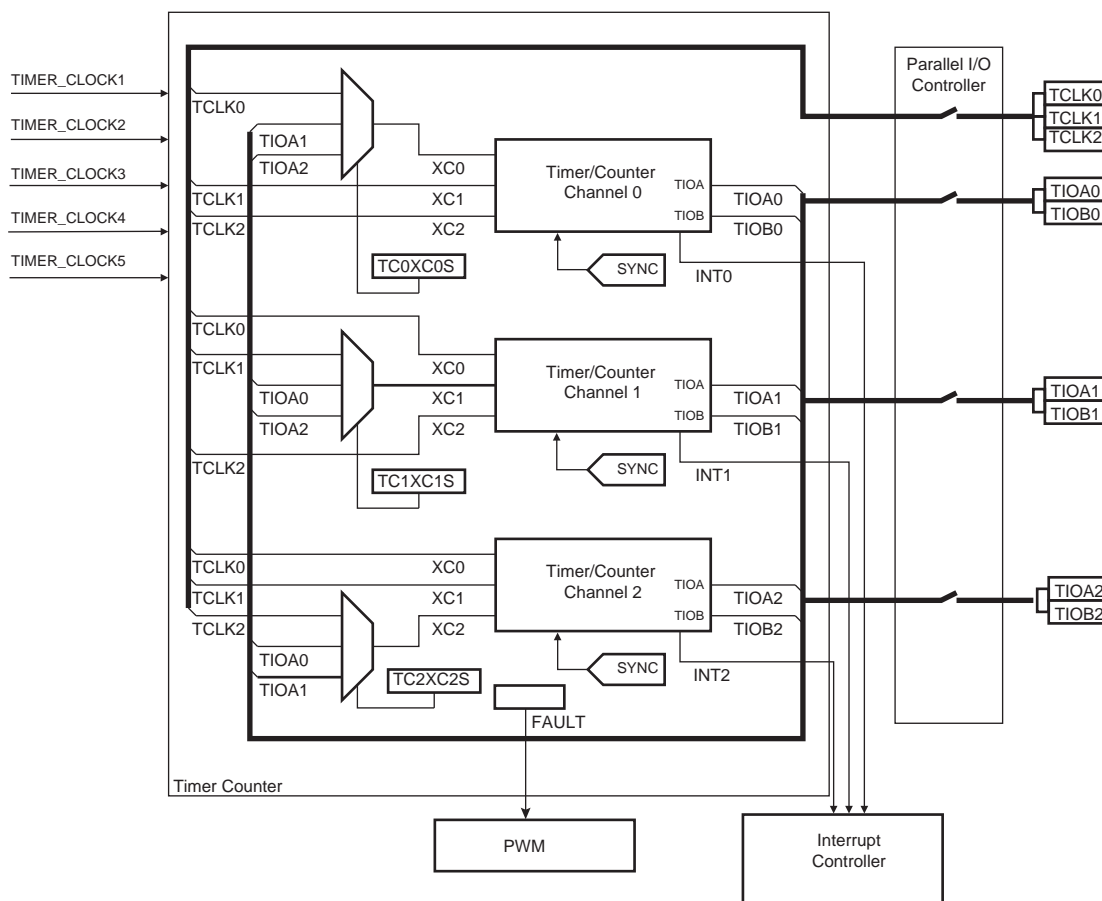 TIMER_CLOCK1
TIMER_CLOCK2
TIMER_CLOCK3
TIMER_CLOCK4
TIMER_CLOCK5
TCLK0
TIOA1
TIOA2
TCLK1
TCLK2
XC0
XC1
XC2
TC0XC0S
Timer/Counter
Channel 0
TIOA
TIOB
TIOA0
TIOB0
SYNC
INT0
TCLK0
TCLK1
TIOA0
TIOA2
TCLK2
XC0
XC1
XC2
TC1XC1S
Timer/Counter
Channel 1
TIOA
TIOB
TIOA1
TIOB1
SYNC
INT1
TCLK0
TCLK1
TCLK2
TIOA0
TIOA1
XC0
XC1
XC2
TC2XC2S
Timer/Counter
Channel 2
TIOA
TIOB
TIOA2
TIOB2
SYNC
INT2
FAULT
Timer Counter
PWM
Parallel I/O
Controller
TCLK0
TCLK1
TCLK2
TIOA0
TIOB0
TIOA1
TIOB1
TIOA2
TIOB2
Interrupt
Controller